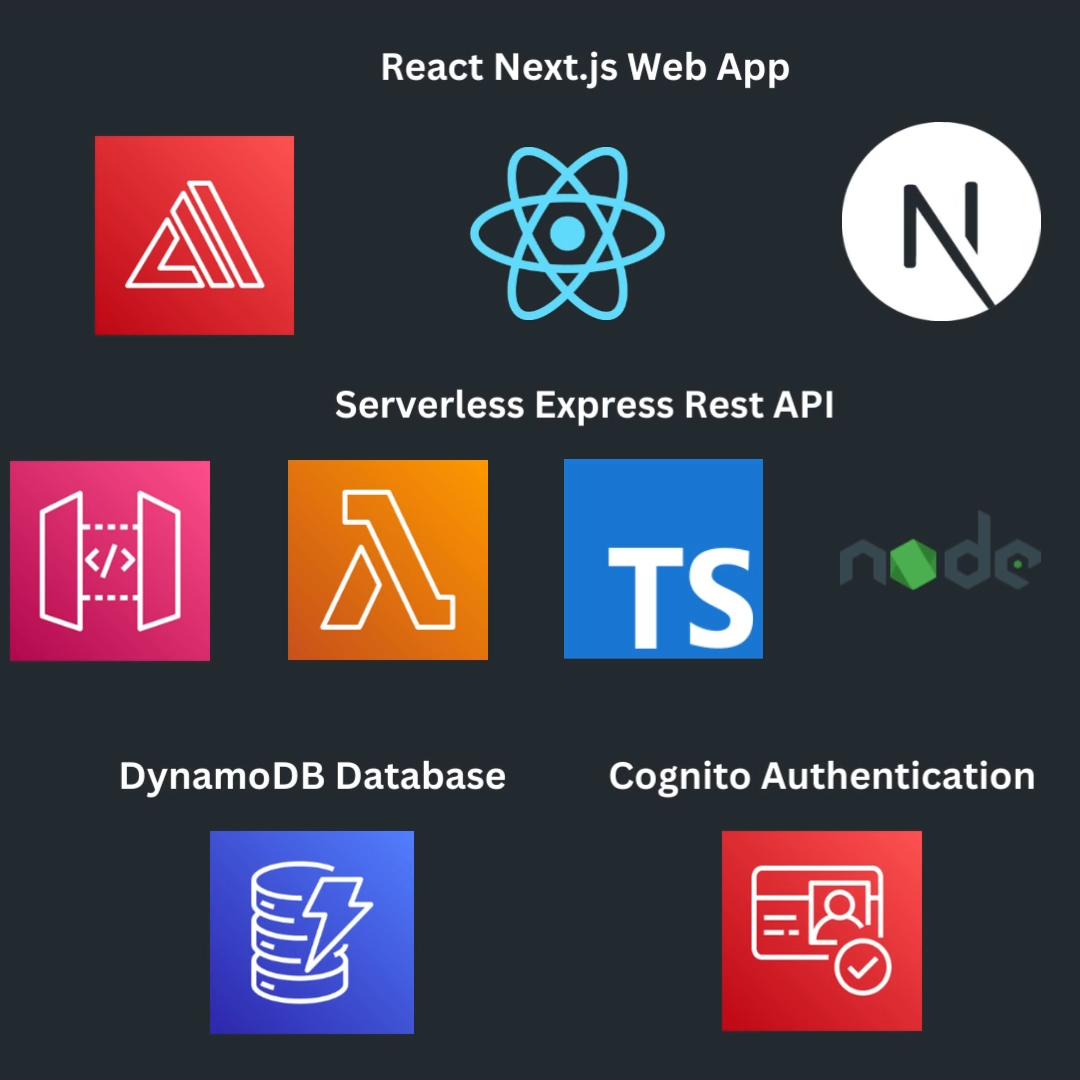 React Next.js Web App
N
Serverless Express Rest API
</>
TS
node
DynamoDB Database
Cognito Authentication